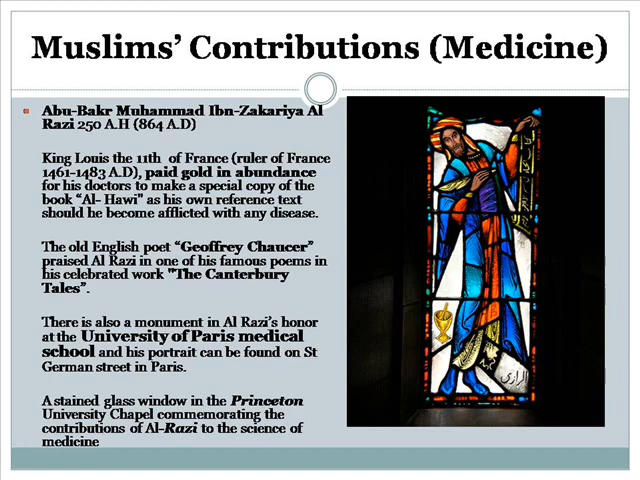 Muslims’ Contributions (Medicine)
Abu-Bakr Muhammad Ibn-Zakariya Al
Razi 250 A.H (864 A.D)
King Louis the 11th of France (ruler of France
1461-1483 A.D), paid gold in abundance
for his doctors to make a special copy of the
book “Al- Hawi" as his own reference text
should he become afflicted with any disease.
The old English poet “Geoffrey Chaucer”
praised Al Razi in one of his famous poems in
his celebrated work "The Canterbury
Tales”.
There is also a monument in Al Razi’s honor
at the University of Paris medical
school and his portrait can be found on St
German street in Paris.
A stained glass window in the Princeton
University Chapel commemorating the
contributions of Al-Razi to the science of
medicine
الرازي